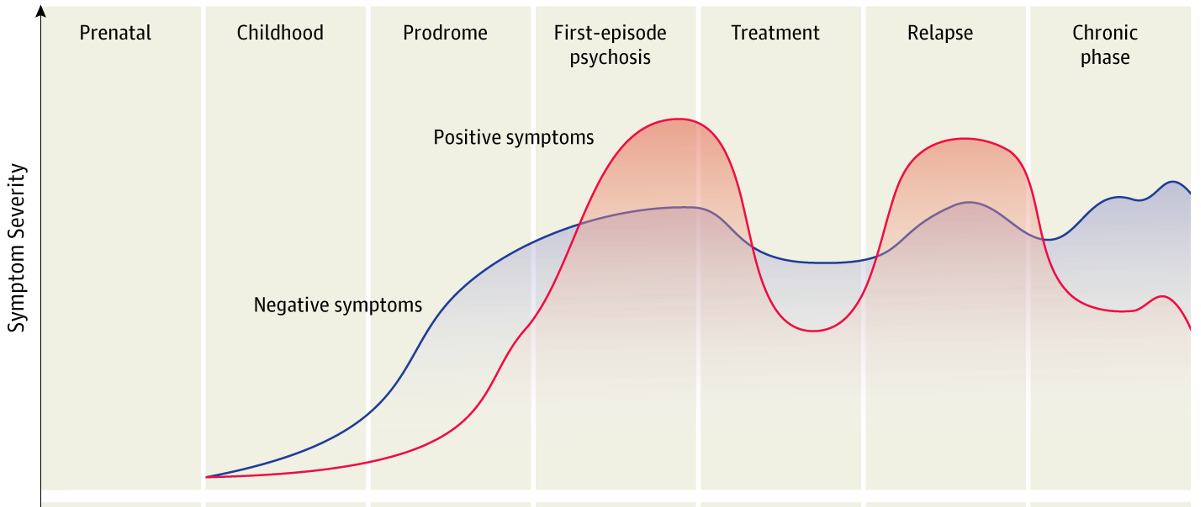 Prenatal
Childhood
Prodrome
First-episode
psychosis
Treatment
Relapse
Chronic
phase
Positive symptoms
Negative symptoms
Symptom Severity